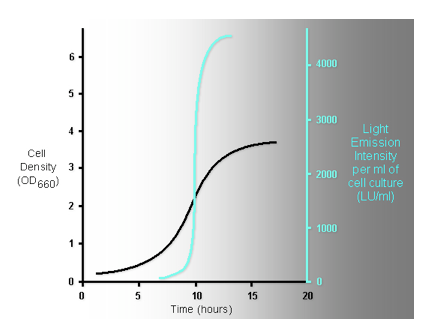 6
5
4
3
2
1
0
Cell
Density
(OD660)
4000
3000
2000
1000
0
Light
Emission
Intensity
per ml of
cell culture
(LU/ml)
0 5 10 15 20
Time (hours)